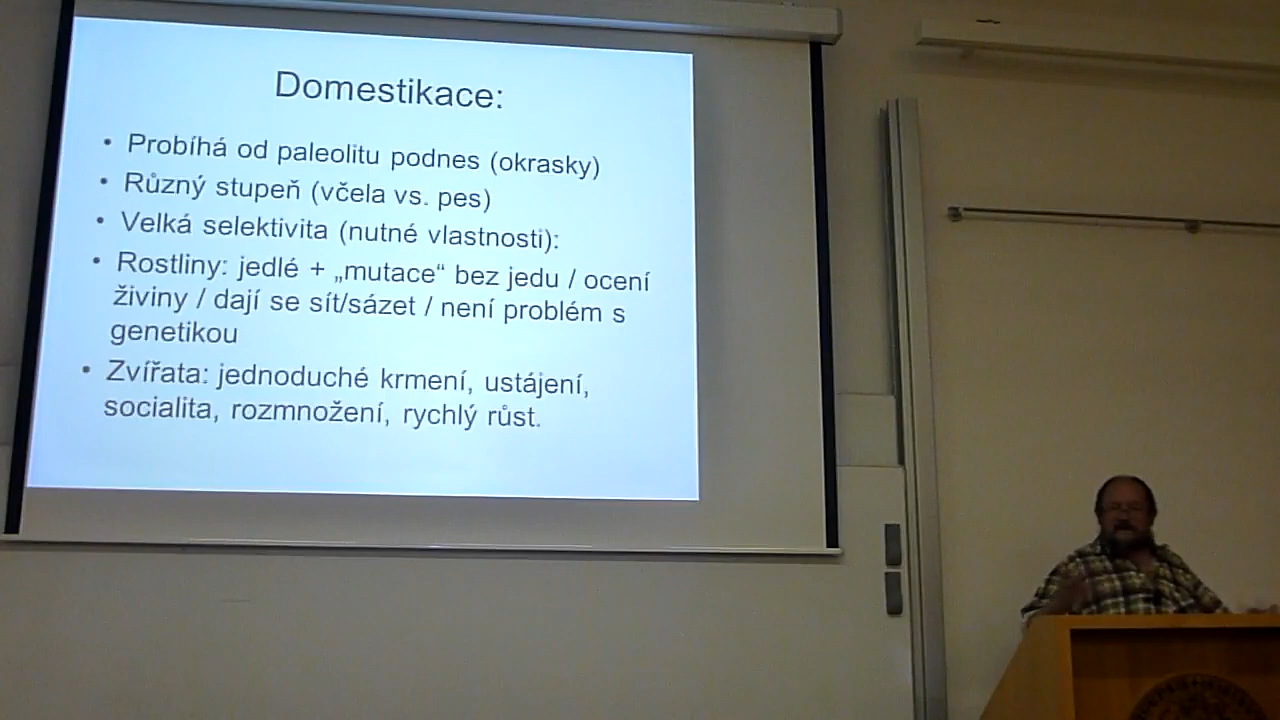 Domestikace:
• Probíhá od paleolitu podnes (okrasky)
• Různý stupeň (včela vs. pes)
• Velká selektivita (nutné vlastnosti):
• Rostliny: jedlé + „mutace“ bez jedu / ocení
živiny / dají se sít/sázet / není problém s
genetikou
• Zvířata: jednoduché krmení, ustájení,
socialita, rozmnožení, rychlý růst.